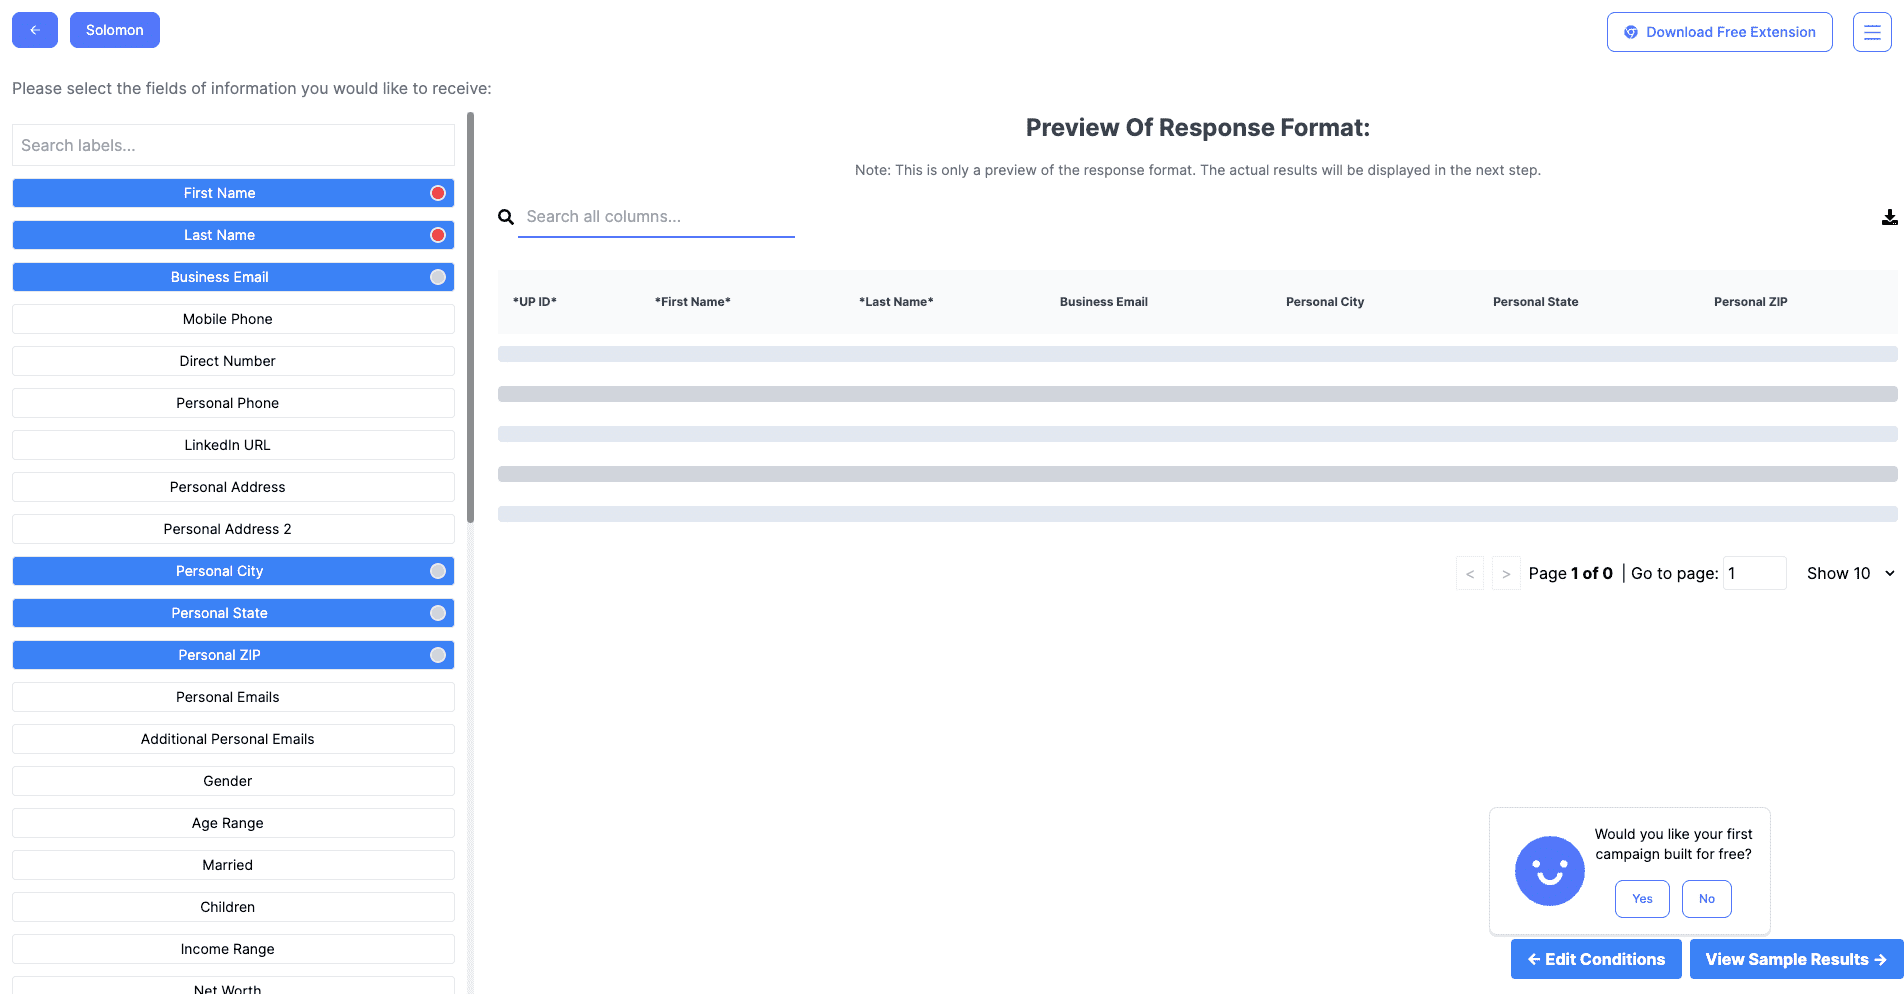 Solomon
Download Free Extension
Please select the fields of information you would like to receive:
Search labels...
First Name
Last Name
Business Email
Mobile Phone
Direct Number
Personal Phone
LinkedIn URL
Personal Address
Personal Address 2
Personal City
Personal State
Personal ZIP
Personal Emails
Additional Personal Emails
Gender
Age Range
Married
Children
Income Range
Net Worth
Preview Of Response Format:
Note: This is only a preview of the response format. The actual results will be displayed in the next step.
Search all columns...
*UP ID* *First Name* *Last Name* Business Email Personal City Personal State Personal ZIP
< > Page 1 of 0 | Go to page: 1 Show 10
Would you like your first
campaign built for free?
Yes No
← Edit Conditions View Sample Results →